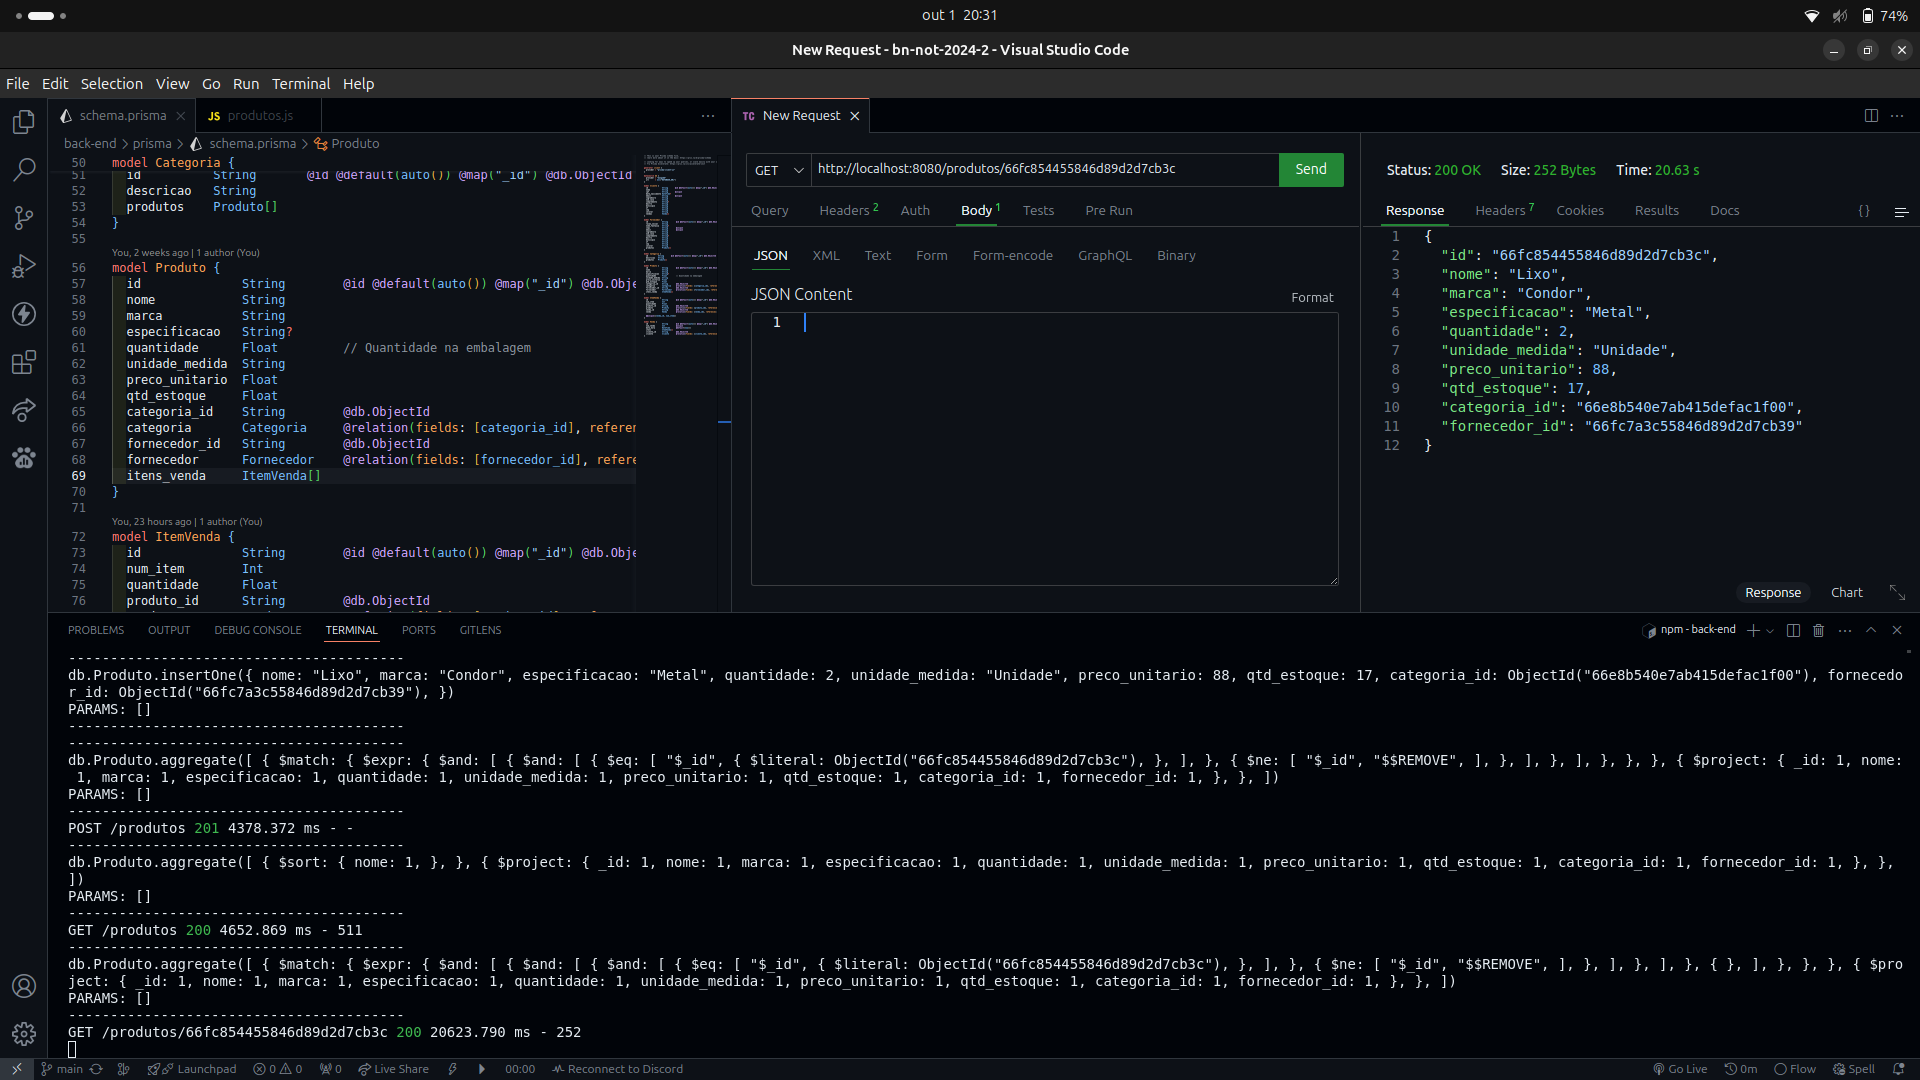 out 1 20:31
74%
New Request - bn-not-2024-2 - Visual Studio Code
File Edit Selection View Go Run Terminal Help
schema.prisma
JS produtos.js
TC New Request
back-end > prisma > schema.prisma > Produto
50 model Categoria {
51 id String @id @default(auto()) @map("_id") @db.ObjectId
52 descricao String
53 produtos Produto[]
54 }
55
You, 2 weeks ago | 1 author (You)
56 model Produto {
57 id String @id @default(auto()) @map("_id") @db.Obje
58 nome String
59 marca String
60 especificacao String?
61 quantidade Float // Quantidade na embalagem
62 unidade_medida String
63 preco_unitario Float
64 qtd_estoque Float
65 categoria_id String @db.ObjectId
66 categoria Categoria @relation(fields: [categoria_id], referen
67 fornecedor_id String @db.ObjectId
68 fornecedor Fornecedor @relation(fields: [fornecedor_id], refere
69 itens_venda ItemVenda[]
70 }
71
You, 23 hours ago | 1 author (You)
72 model ItemVenda {
73 id String @id @default(auto()) @map("_id") @db.Obje
74 num_item Int
75 quantidade Float
76 produto_id String @db.ObjectId
GET http://localhost:8080/produtos/66fc854455846d89d2d7cb3c Send
Query Headers 2 Auth Body 1 Tests Pre Run
JSON XML Text Form Form-encode GraphQL Binary
JSON Content
Format
1
Status: 200 OK Size: 252 Bytes Time: 20.63 s
Response Headers 7 Cookies Results Docs { }
1 {
2 "id": "66fc854455846d89d2d7cb3c",
3 "nome": "Lixo",
4 "marca": "Condor",
5 "especificacao": "Metal",
6 "quantidade": 2,
7 "unidade_medida": "Unidade",
8 "preco_unitario": 88,
9 "qtd_estoque": 17,
10 "categoria_id": "66e8b540e7ab415defac1f00",
11 "fornecedor_id": "66fc7a3c55846d89d2d7cb39"
12 }
Response Chart
PROBLEMS OUTPUT DEBUG CONSOLE TERMINAL PORTS GITLENS
npm - back-end
----------------------------------------
db.Produto.insertOne({ nome: "Lixo", marca: "Condor", especificacao: "Metal", quantidade: 2, unidade_medida: "Unidade", preco_unitario: 88, qtd_estoque: 17, categoria_id: ObjectId("66e8b540e7ab415defac1f00"), fornecedo
r_id: ObjectId("66fc7a3c55846d89d2d7cb39"), })
PARAMS: []
----------------------------------------
----------------------------------------
db.Produto.aggregate([ { $match: { $expr: { $and: [ { $and: [ { $eq: [ "$_id", { $literal: ObjectId("66fc854455846d89d2d7cb3c"), }, ], }, { $ne: [ "$_id", "$$REMOVE", ], }, ], }, ], }, }, }, { $project: { _id: 1, nome:
1, marca: 1, especificacao: 1, quantidade: 1, unidade_medida: 1, preco_unitario: 1, qtd_estoque: 1, categoria_id: 1, fornecedor_id: 1, }, }, ])
PARAMS: []
----------------------------------------
POST /produtos 201 4378.372 ms - -
----------------------------------------
db.Produto.aggregate([ { $sort: { nome: 1, }, }, { $project: { _id: 1, nome: 1, marca: 1, especificacao: 1, quantidade: 1, unidade_medida: 1, preco_unitario: 1, qtd_estoque: 1, categoria_id: 1, fornecedor_id: 1, }, },
])
PARAMS: []
----------------------------------------
GET /produtos 200 4652.869 ms - 511
----------------------------------------
db.Produto.aggregate([ { $match: { $expr: { $and: [ { $and: [ { $and: [ { $eq: [ "$_id", { $literal: ObjectId("66fc854455846d89d2d7cb3c"), }, ], }, { $ne: [ "$_id", "$$REMOVE", ], }, ], }, ], }, { }, ], }, }, }, { $pro
ject: { _id: 1, nome: 1, marca: 1, especificacao: 1, quantidade: 1, unidade_medida: 1, preco_unitario: 1, qtd_estoque: 1, categoria_id: 1, fornecedor_id: 1, }, }, ])
PARAMS: []
----------------------------------------
GET /produtos/66fc854455846d89d2d7cb3c 200 20623.790 ms - 252
main Launchpad 0 0 0 Live Share 00:00 Reconnect to Discord Go Live 0m Flow Spell